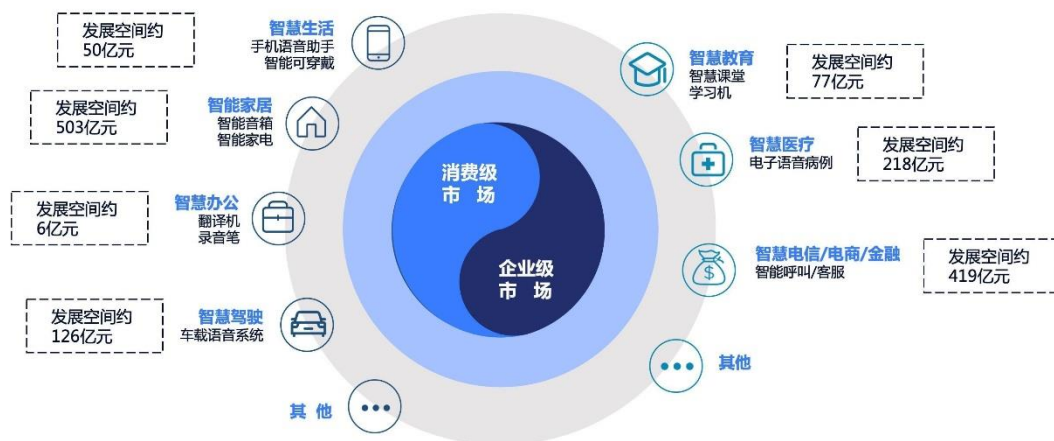 发展空间约
50亿元
智慧生活
手机语音助手
智能可穿戴
发展空间约
503亿元
智能家居
智能音箱
智能家电
发展空间约
6亿元
智慧办公
翻译机
录音笔
发展空间约
126亿元
智慧驾驶
车载语音系统
其 他
消费级
市 场
企业级
市 场
智慧教育
智慧课堂
学习机
发展空间约
77亿元
智慧医疗
电子语音病例
发展空间约
218亿元
智慧电信/电商/金融
智能呼叫/客服
发展空间约
419亿元
其他
$